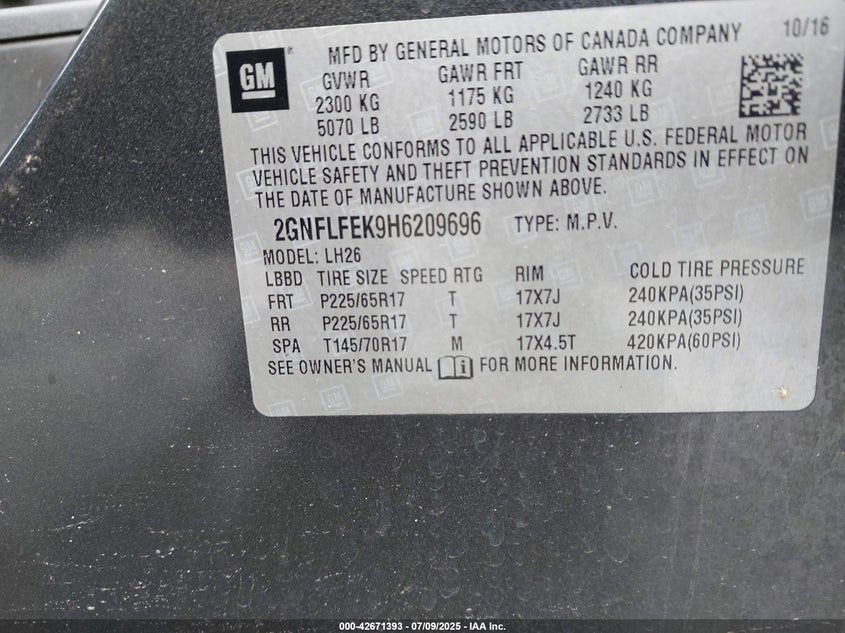 GM
MFD BY GENERAL MOTORS OF CANADA COMPANY 10/16
GVWR GAWR FRT GAWR RR
2300 KG 1175 KG 1240 KG
5070 LB 2590 LB 2733 LB
THIS VEHICLE CONFORMS TO ALL APPLICABLE U.S. FEDERAL MOTOR
VEHICLE SAFETY AND THEFT PREVENTION STANDARDS IN EFFECT ON
THE DATE OF MANUFACTURE SHOWN ABOVE.
2GNFLFEK9H6209696 TYPE: M.P.V.
MODEL: LH26
LBBD TIRE SIZE SPEED RTG RIM COLD TIRE PRESSURE
FRT P225/65R17 T 17X7J 240KPA(35PSI)
RR P225/65R17 T 17X7J 240KPA(35PSI)
SPA T145/70R17 M 17X4.5T 420KPA(60PSI)
SEE OWNER'S MANUAL FOR MORE INFORMATION.
000-42671393 - 07/09/2025 - IAA Inc.